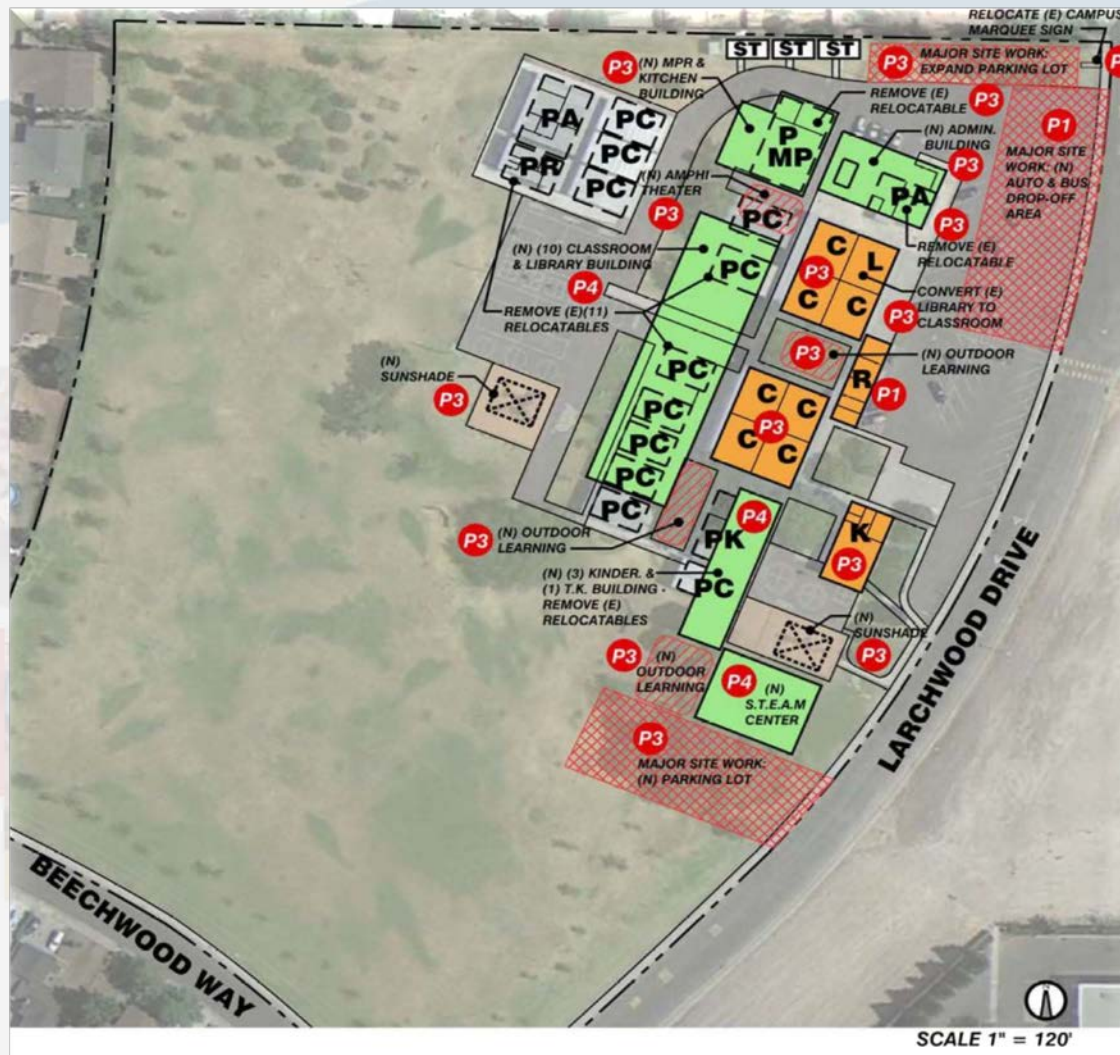 RELOCATE (E) CAMPUS
MARQUEE SIGN
ST ST ST
P3
(N) MPR &
KITCHEN
BUILDING
P3
MAJOR SITE WORK:
EXPAND PARKING LOT
REMOVE (E)
RELOCATABLE
P3
P1
MAJOR SITE
WORK: (N)
AUTO & BUS
DROP-OFF
AREA
(N) ADMIN.
BUILDING
P3
PA
PC
PC
PR
PC
P
MP
(N) AMPHI
THEATER
P3
PC
PA
P3
REMOVE (E)
RELOCATABLE
(N) (10) CLASSROOM
& LIBRARY BUILDING
P4
REMOVE (E)(11)
RELOCATABLES
PC
C
L
P3
C
C
CONVERT (E)
LIBRARY TO
CLASSROOM
P3
(N) OUTDOOR
LEARNING
P3
(N)
SUNSHADE
P3
PC
PC
PC
PC
PC
R
P1
C
C
P3
C
C
P3
(N) OUTDOOR
LEARNING
P4
PK
PC
K
P3
(N) (3) KINDER. &
(1) T.K. BUILDING -
REMOVE (E)
RELOCATABLES
(N)
SUNSHADE
P3
P3
(N)
OUTDOOR
LEARNING
P4
(N)
S.T.E.A.M
CENTER
P3
MAJOR SITE WORK:
(N) PARKING LOT
LARCHWOOD DRIVE
BEECHWOOD WAY
SCALE 1" = 120'